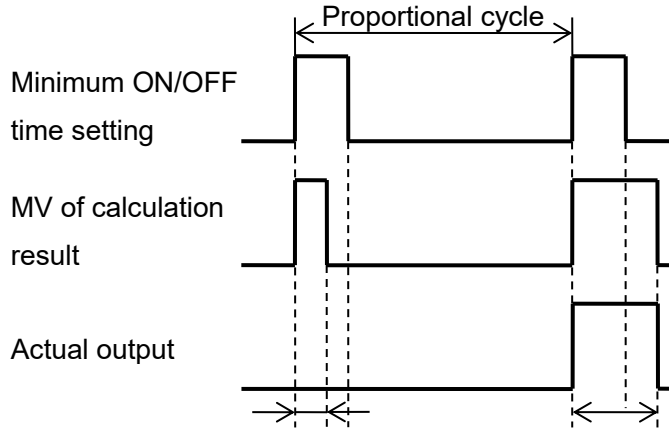 Proportional cycle
Minimum ON/OFF
time setting
MV of calculation
result
Actual output